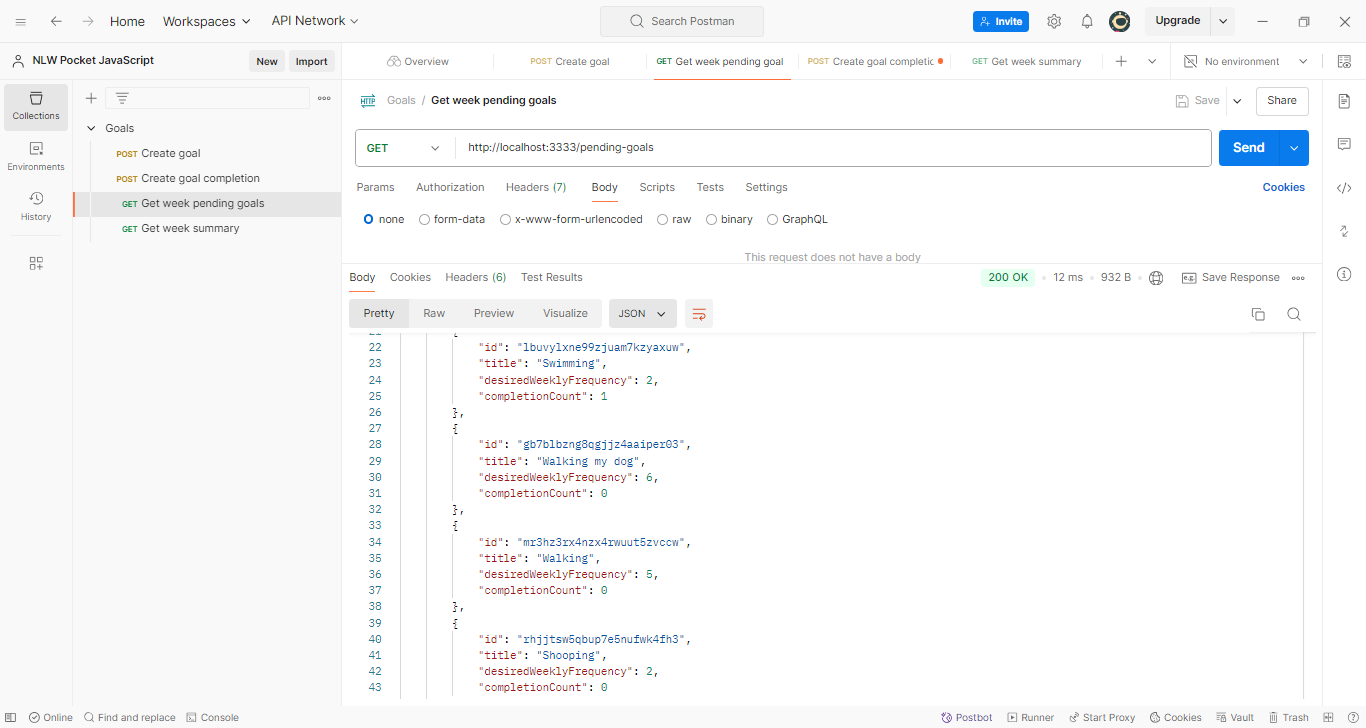 Home
Workspaces
API Network
Search Postman
Invite
Upgrade
NLW Pocket JavaScript
New
Import
Overview
POST Create goal
GET Get week pending goal
POST Create goal completic
GET Get week summary
No environment
Collections
Environments
History
Goals
POST Create goal
POST Create goal completion
GET Get week pending goals
GET Get week summary
HTTP Goals / Get week pending goals
Save
Share
GET
http://localhost:3333/pending-goals
Send
Params
Authorization
Headers (7)
Body
Scripts
Tests
Settings
Cookies
none
form-data
x-www-form-urlencoded
raw
binary
GraphQL
This request does not have a body
Body
Cookies
Headers (6)
Test Results
200 OK
12 ms
932 B
e.g. Save Response
Pretty
Raw
Preview
Visualize
JSON
21 {
22 "id": "lbuvylxne99zjuam7kzyaxuw",
23 "title": "Swimming",
24 "desiredWeeklyFrequency": 2,
25 "completionCount": 1
26 },
27 {
28 "id": "gb7blbzng8qgjjz4aaiper03",
29 "title": "Walking my dog",
30 "desiredWeeklyFrequency": 6,
31 "completionCount": 0
32 },
33 {
34 "id": "mr3hz3rx4nzx4rwuut5zvccw",
35 "title": "Walking",
36 "desiredWeeklyFrequency": 5,
37 "completionCount": 0
38 },
39 {
40 "id": "rhjjtsw5qbup7e5nufwk4fh3",
41 "title": "Shooping",
42 "desiredWeeklyFrequency": 2,
43 "completionCount": 0
Online
Find and replace
Console
Postbot
Runner
Start Proxy
Cookies
Vault
Trash